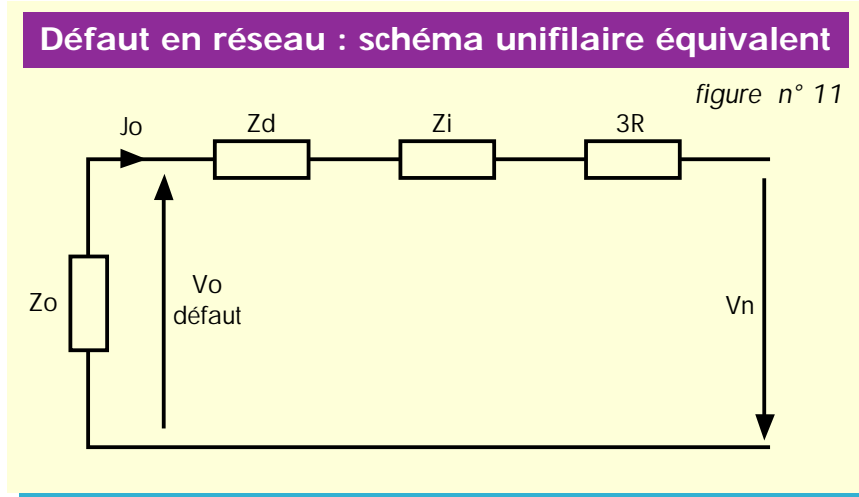 Défaut en réseau : schéma unifilaire équivalent
figure n° 11
Jo
Zd
Zi
3R
Zo
Vo
défaut
Vn